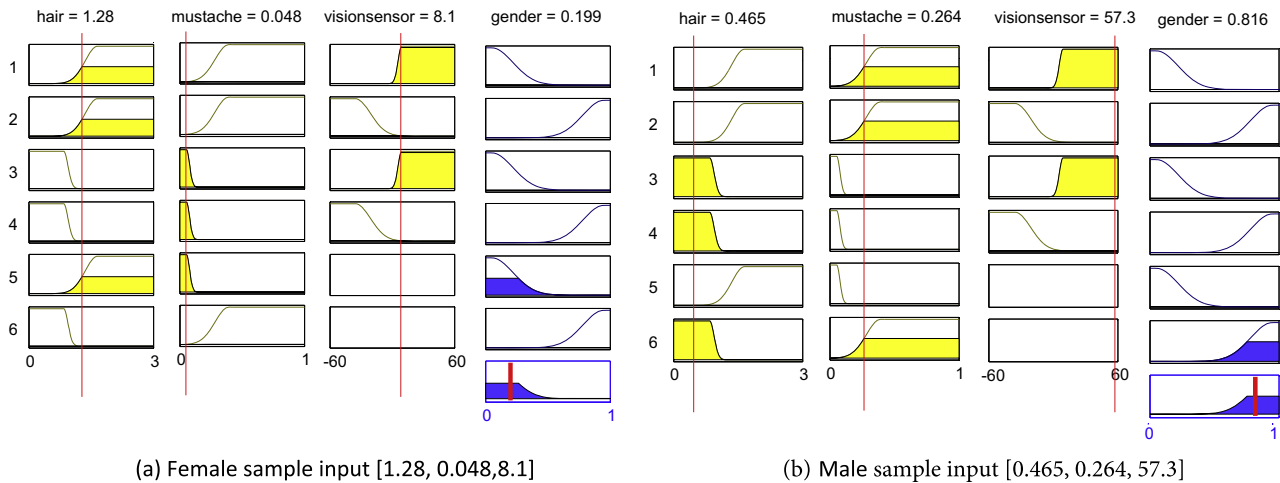 hair = 1.28 mustache = 0.048 visionsensor = 8.1 gender = 0.199
1
2
3
4
5
6
0 3 0 1 -60 60
0 1
(a) Female sample input [1.28, 0.048,8.1]
hair = 0.465 mustache = 0.264 visionsensor = 57.3 gender = 0.816
1
2
3
4
5
6
0 3 0 1 -60 60
0 1
(b) Male sample input [0.465, 0.264, 57.3]